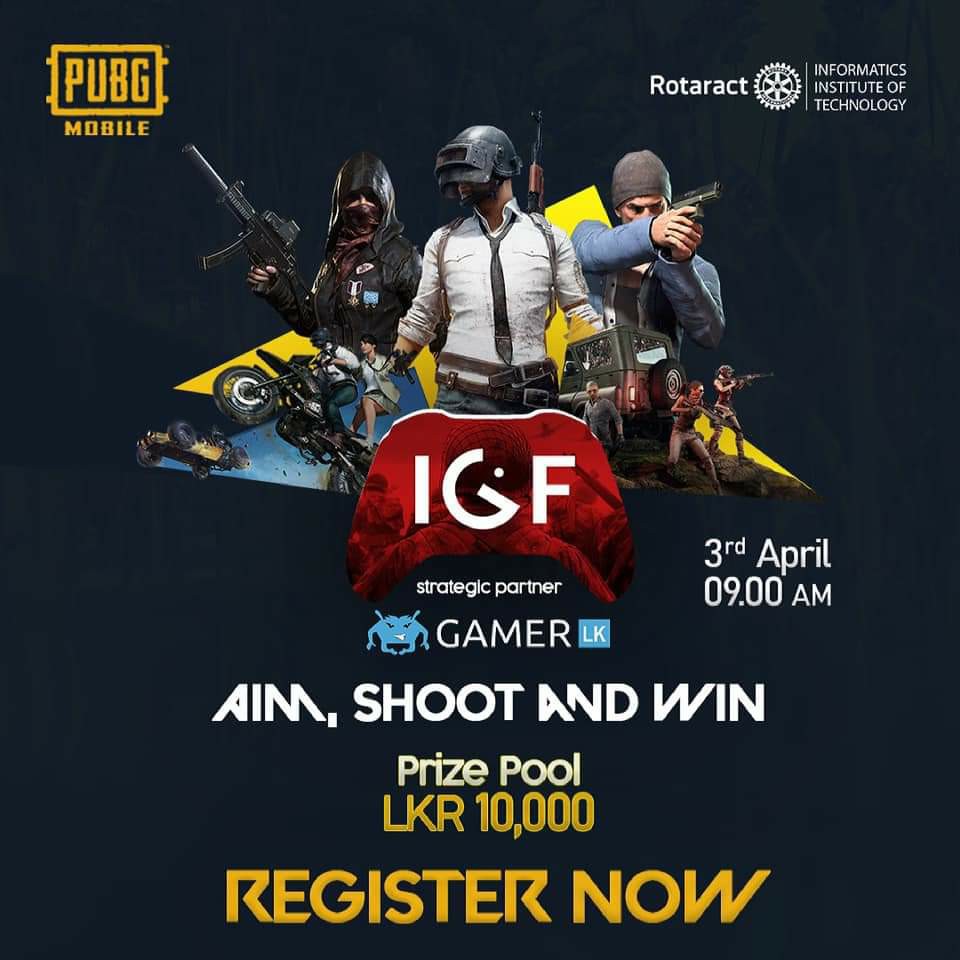 PUBG
MOBILE
Rotaract
INFORMATICS
INSTITUTE OF
TECHNOLOGY
IGF
strategic partner
GAMER LK
3rd April
09.00 AM
AIM, SHOOT AND WIN
Prize Pool
LKR 10,000
REGISTER NOW